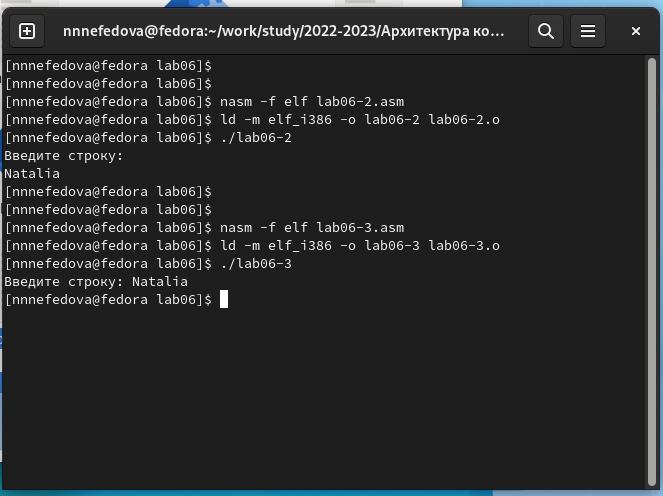 nnnefedova@fedora:~/work/study/2022-2023/Архитектура ко…
[nnnefedova@fedora lab06]$
[nnnefedova@fedora lab06]$
[nnnefedova@fedora lab06]$ nasm -f elf lab06-2.asm
[nnnefedova@fedora lab06]$ ld -m elf_i386 -o lab06-2 lab06-2.o
[nnnefedova@fedora lab06]$ ./lab06-2
Введите строку:
Natalia
[nnnefedova@fedora lab06]$
[nnnefedova@fedora lab06]$
[nnnefedova@fedora lab06]$ nasm -f elf lab06-3.asm
[nnnefedova@fedora lab06]$ ld -m elf_i386 -o lab06-3 lab06-3.o
[nnnefedova@fedora lab06]$ ./lab06-3
Введите строку: Natalia
[nnnefedova@fedora lab06]$